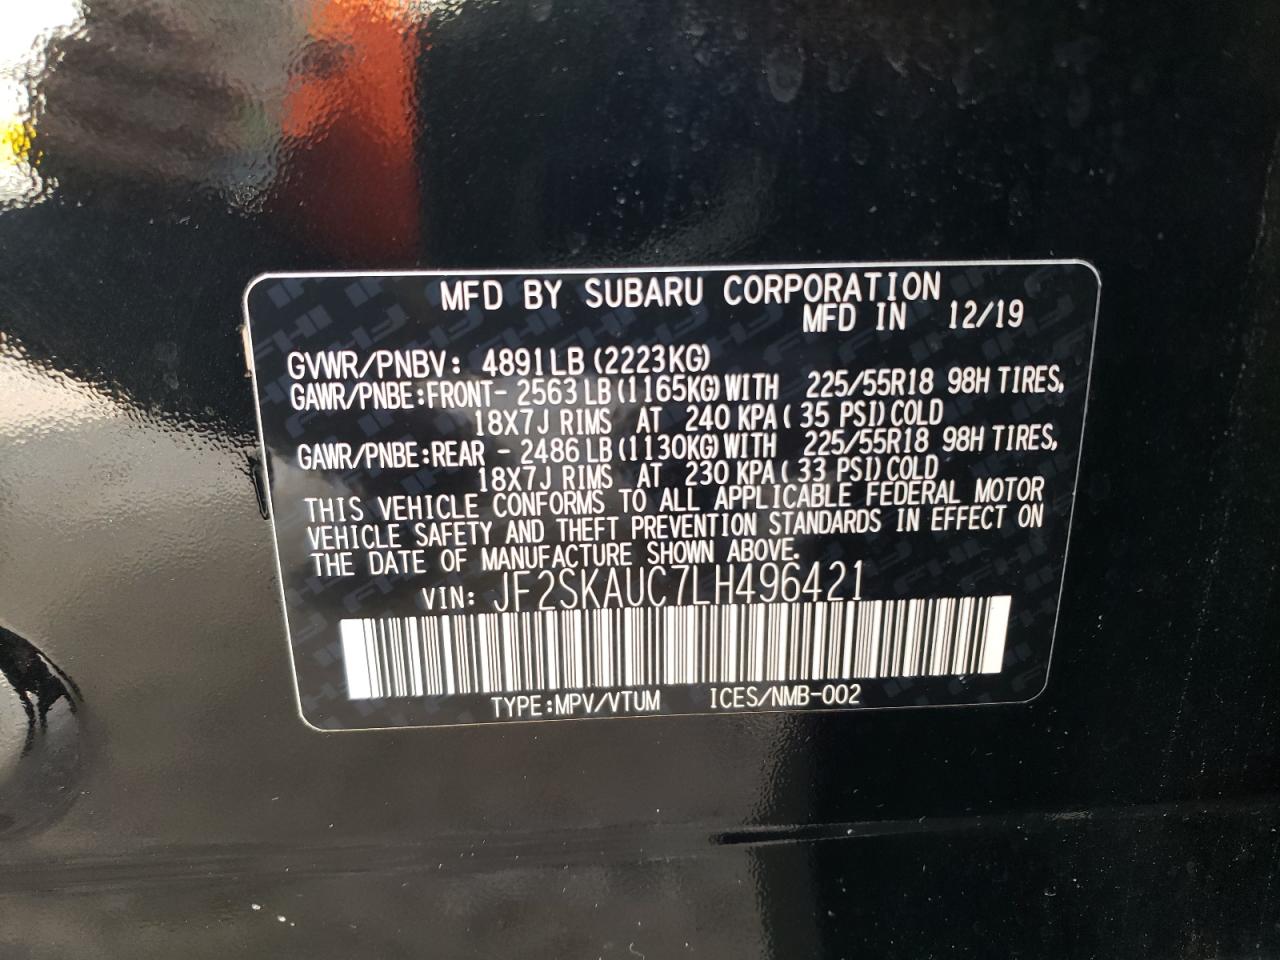 MFD BY SUBARU CORPORATION
MFD IN 12/19
GVWR/PNBV: 4891LB (2223KG)
GAWR/PNBE:FRONT- 2563 LB (1165KG) WITH 225/55R18 98H TIRES,
18X7J RIMS AT 240 KPA ( 35 PSI) COLD
GAWR/PNBE:REAR - 2486 LB (1130KG) WITH 225/55R18 98H TIRES,
18X7J RIMS AT 230 KPA ( 33 PSI) COLD
THIS VEHICLE CONFORMS TO ALL APPLICABLE FEDERAL MOTOR
VEHICLE SAFETY AND THEFT PREVENTION STANDARDS IN EFFECT ON
THE DATE OF MANUFACTURE SHOWN ABOVE.
VIN: JF2SKAUC7LH496421
TYPE:MPV/VTUM ICES/NMB-002